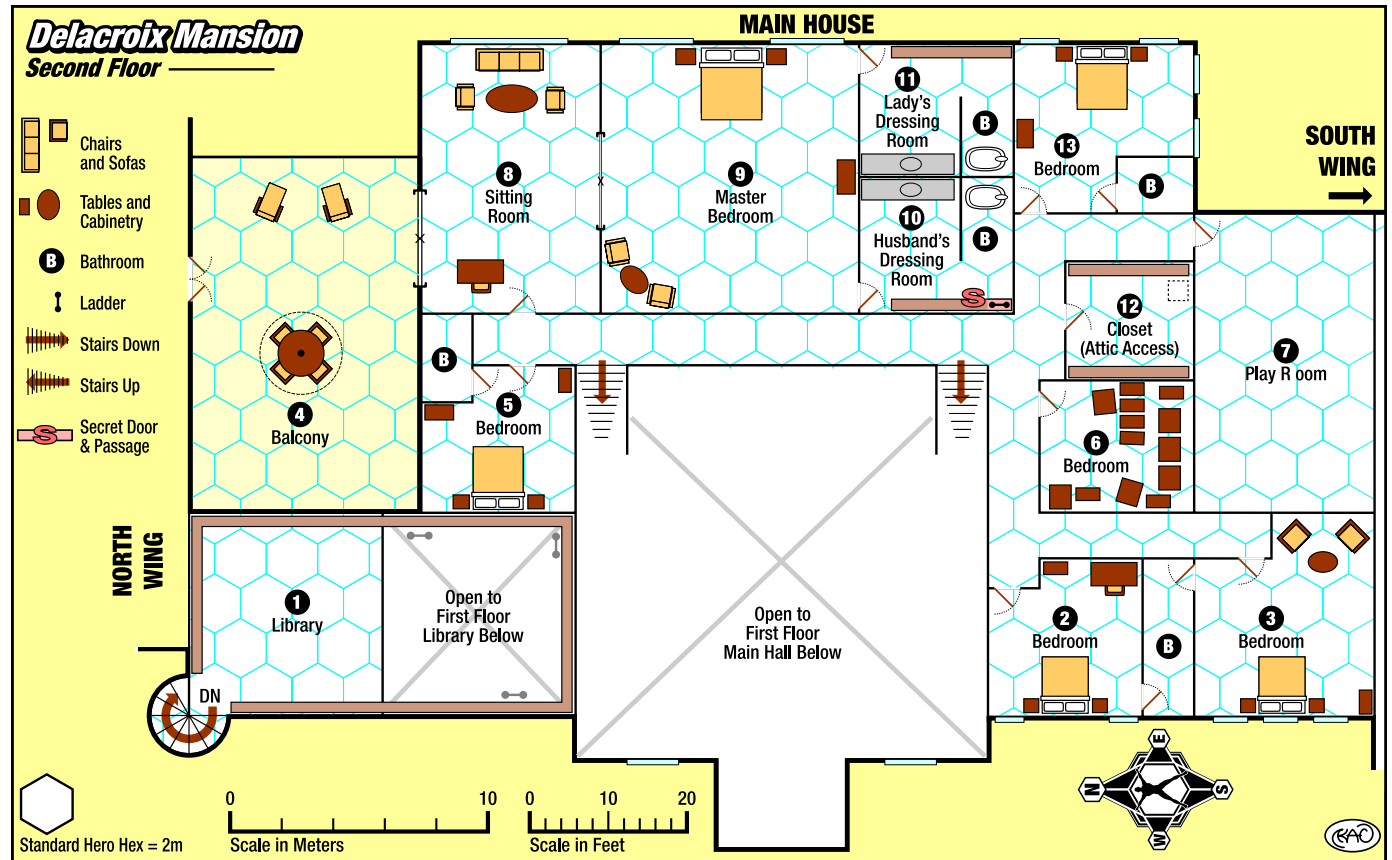 Delacroix Mansion
Second Floor
MAIN HOUSE
SOUTH
WING
Chairs
and Sofas
Tables and
Cabinetry
B
Bathroom
Ladder
Stairs Down
Stairs Up
S
Secret Door
& Passage
NORTH
WING
8
Sitting
Room
9
Master
Bedroom
11
Lady's
Dressing
Room
B
10
Husband's
Dressing
Room
B
S
13
Bedroom
B
12
Closet
(Attic Access)
7
Play R oom
4
Balcony
B
5
Bedroom
6
Bedroom
1
Library
Open to
First Floor
Library Below
Open to
First Floor
Main Hall Below
2
Bedroom
B
3
Bedroom
DN
Standard Hero Hex = 2m
0 10
Scale in Meters
0 10 20
Scale in Feet
E
N
S
W
KAC